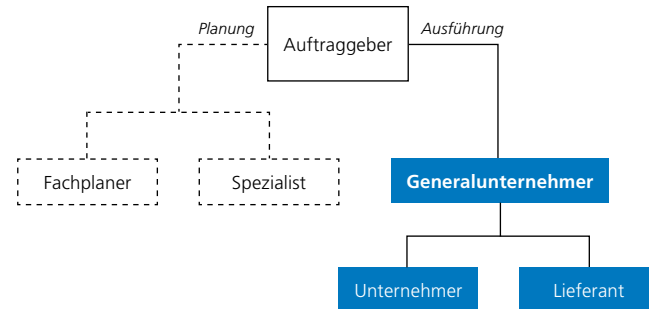 Planung
Auftraggeber
Ausführung
Fachplaner
Spezialist
Generalunternehmer
Unternehmer
Lieferant